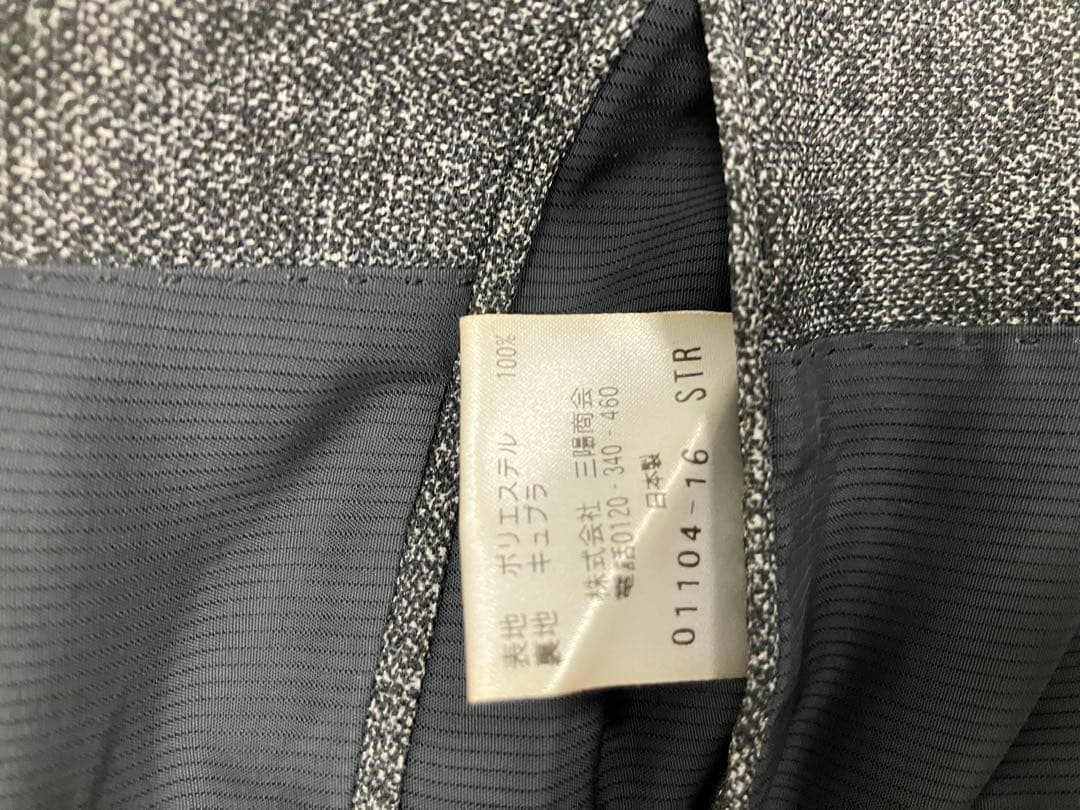 表地 ポリエステル 100%
裏地 キュプラ
株式会社 三陽商会
電話0120-340-460
日本製
01104-16 STR